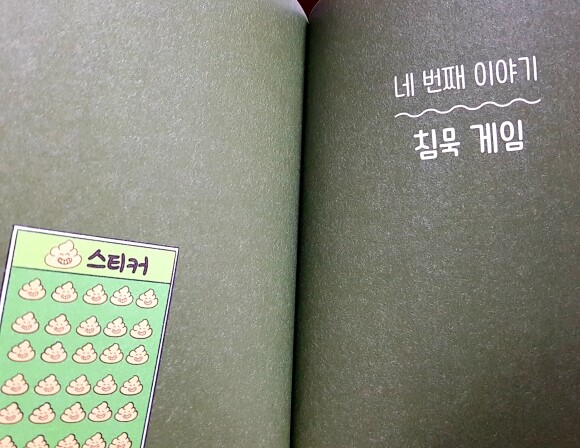 스티커
네 번째 이야기
침묵 게임